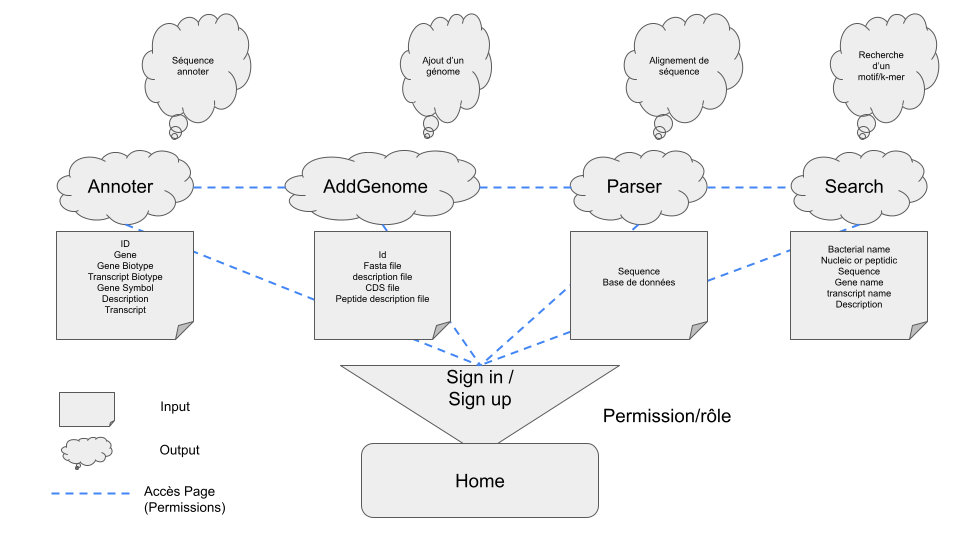 Séquence
annoter
Ajout d'un
génome
Alignement de
séquence
Recherche
d'un
motif/k-mer
Annoter
AddGenome
Parser
Search
ID
Gene
Gene Biotype
Transcript Biotype
Gene Symbol
Description
Transcript
Id
Fasta file
description file
CDS file
Peptide description file
Sequence
Base de données
Bacterial name
Nucleic or peptidic
Sequence
Gene name
transcript name
Description
Sign in /
Sign up
Permission/rôle
Home
Input
Output
Accès Page
(Permissions)